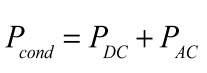 P_cond = P_DC + P_AC